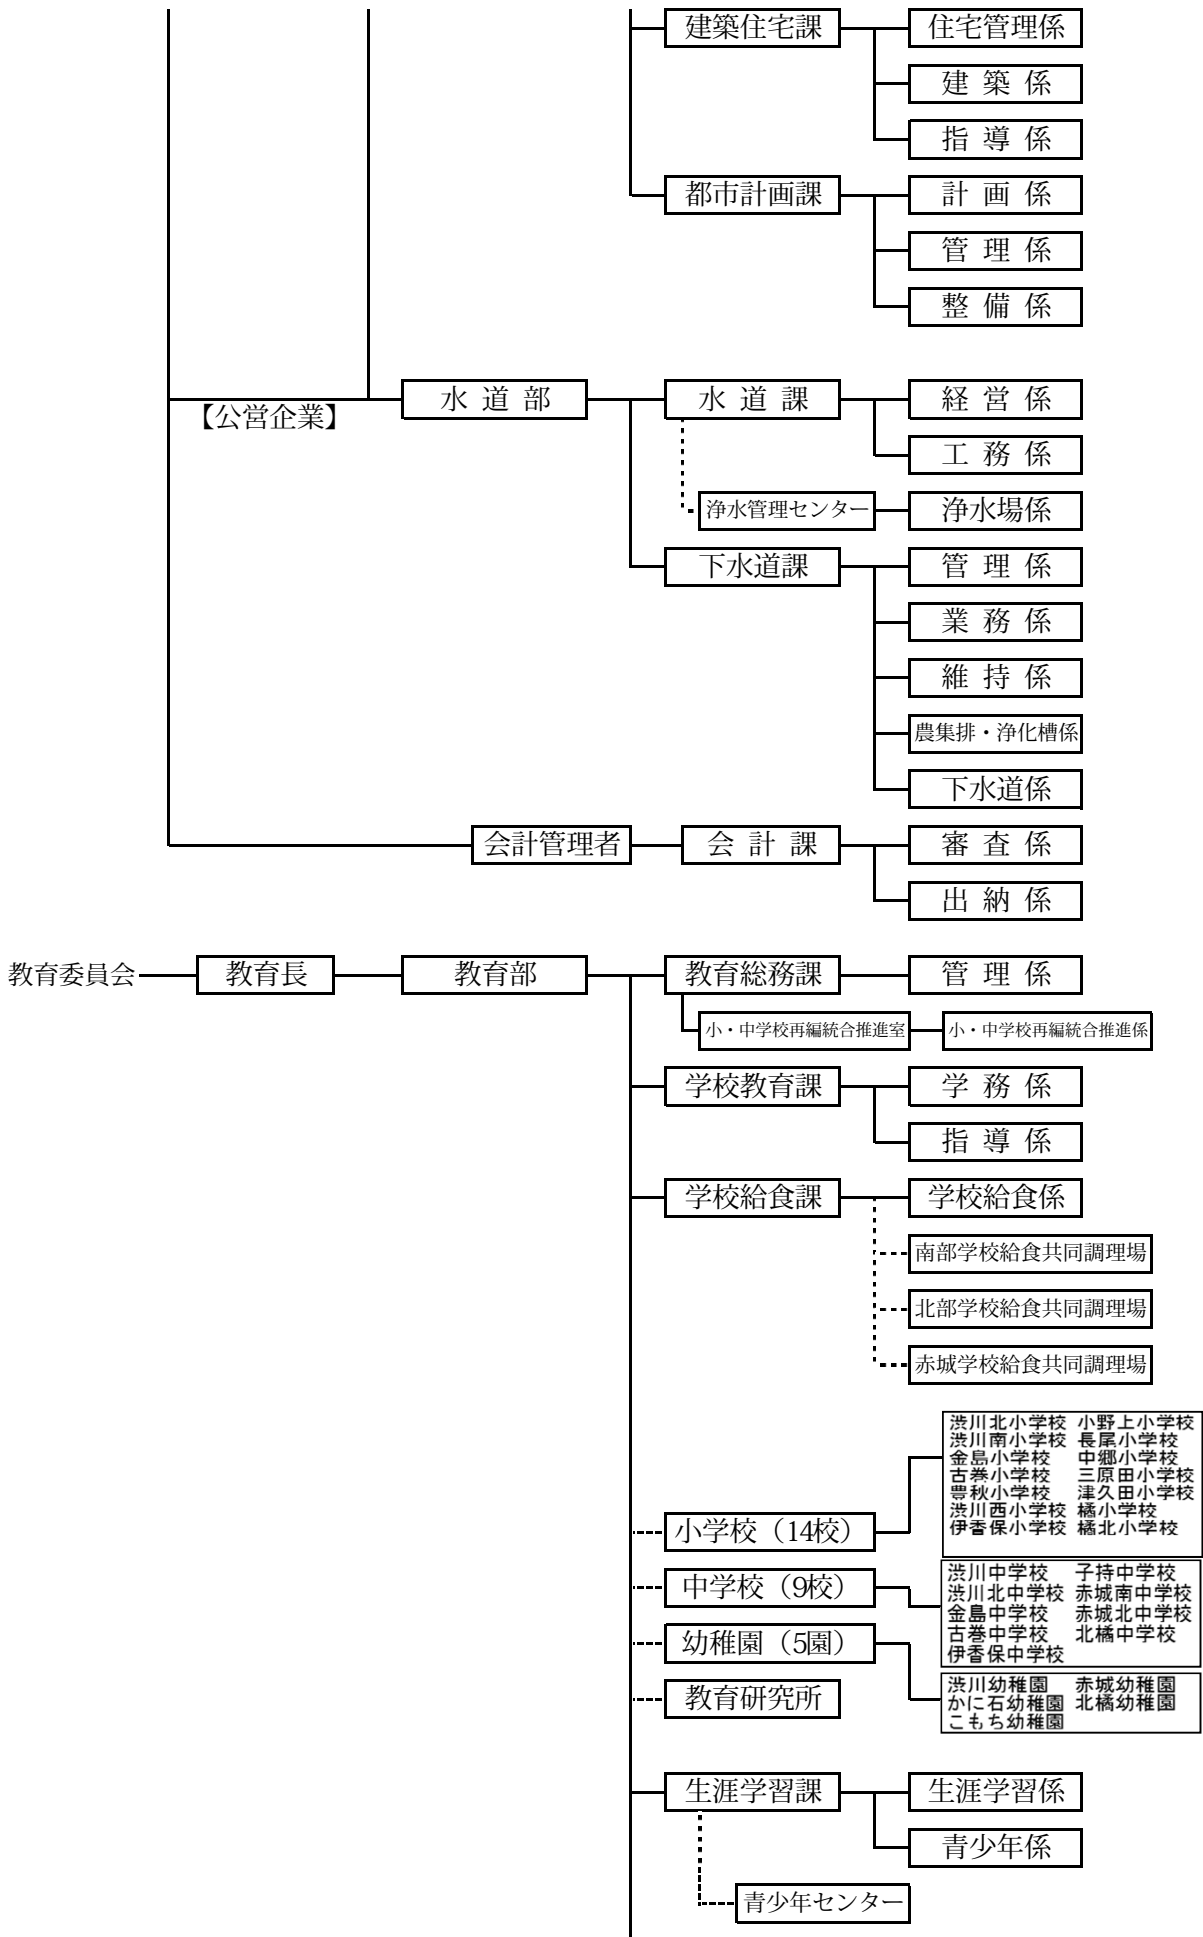 建築住宅課 住宅管理係
建築係
指導係
都市計画課 計画係
管理係
整備係
【公営企業】 水道部 水道課 経営係
工務係
浄水管理センター 浄水場係
下水道課 管理係
業務係
維持係
農集排・浄化槽係
下水道係
会計管理者 会計課 審査係
出納係
教育委員会 教育長 教育部 教育総務課 管理係
小・中学校再編統合推進室 小・中学校再編統合推進係
学校教育課 学務係
指導係
学校給食課 学校給食係
南部学校給食共同調理場
北部学校給食共同調理場
赤城学校給食共同調理場
小学校（14校）
渋川北小学校 小野上小学校
渋川南小学校 長尾小学校
金島小学校 中郷小学校
古巻小学校 三原田小学校
豊秋小学校 津久田小学校
渋川西小学校 橘小学校
伊香保小学校 橘北小学校
中学校（9校）
渋川中学校 子持中学校
渋川北中学校 赤城南中学校
金島中学校 赤城北中学校
古巻中学校 北橘中学校
伊香保中学校
幼稚園（5園）
渋川幼稚園 赤城幼稚園
かに石幼稚園 北橘幼稚園
こもち幼稚園
教育研究所
生涯学習課 生涯学習係
青少年係
青少年センター